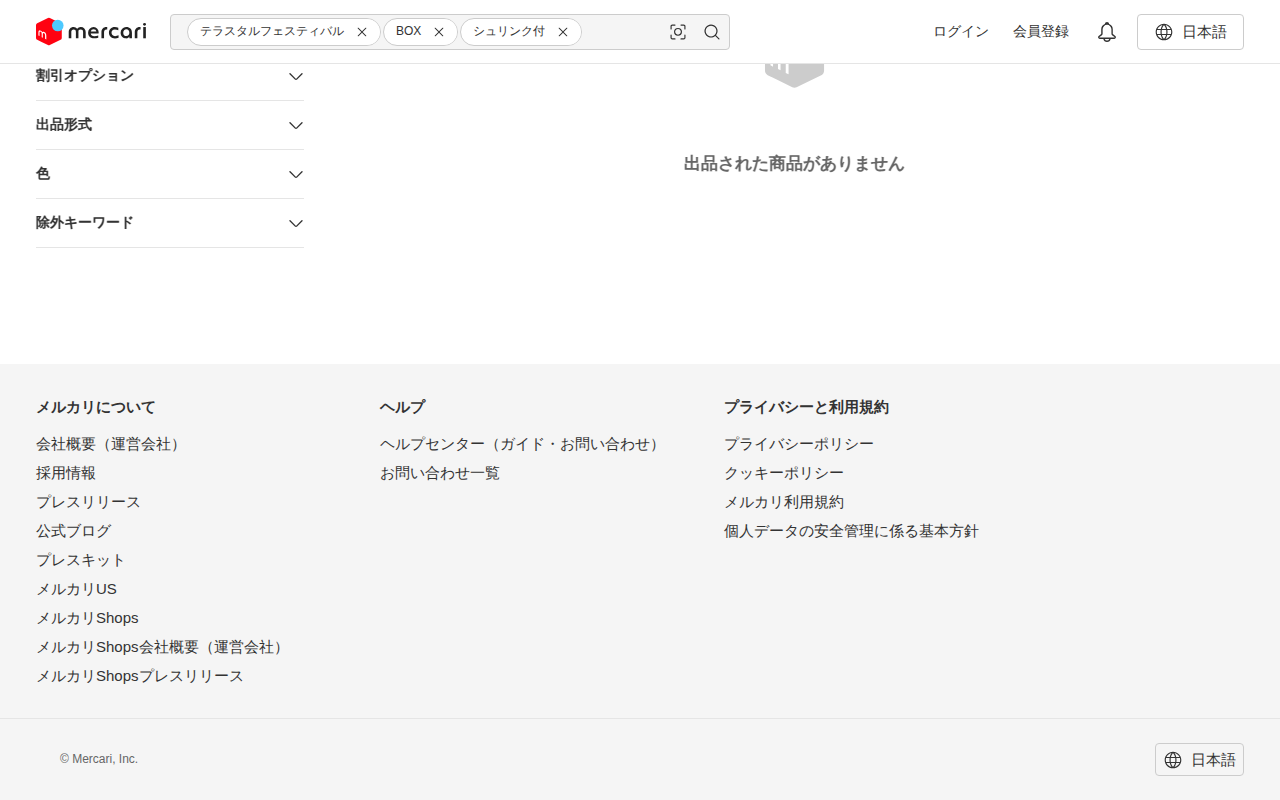 mercari
テラスタルフェスティバル
BOX
シュリンク付
ログイン
会員登録
日本語
割引オプション
出品形式
色
除外キーワード
出品された商品がありません
メルカリについて
会社概要（運営会社）
採用情報
プレスリリース
公式ブログ
プレスキット
メルカリUS
メルカリShops
メルカリShops会社概要（運営会社）
メルカリShopsプレスリリース
ヘルプ
ヘルプセンター（ガイド・お問い合わせ）
お問い合わせ一覧
プライバシーと利用規約
プライバシーポリシー
クッキーポリシー
メルカリ利用規約
個人データの安全管理に係る基本方針
© Mercari, Inc.
日本語